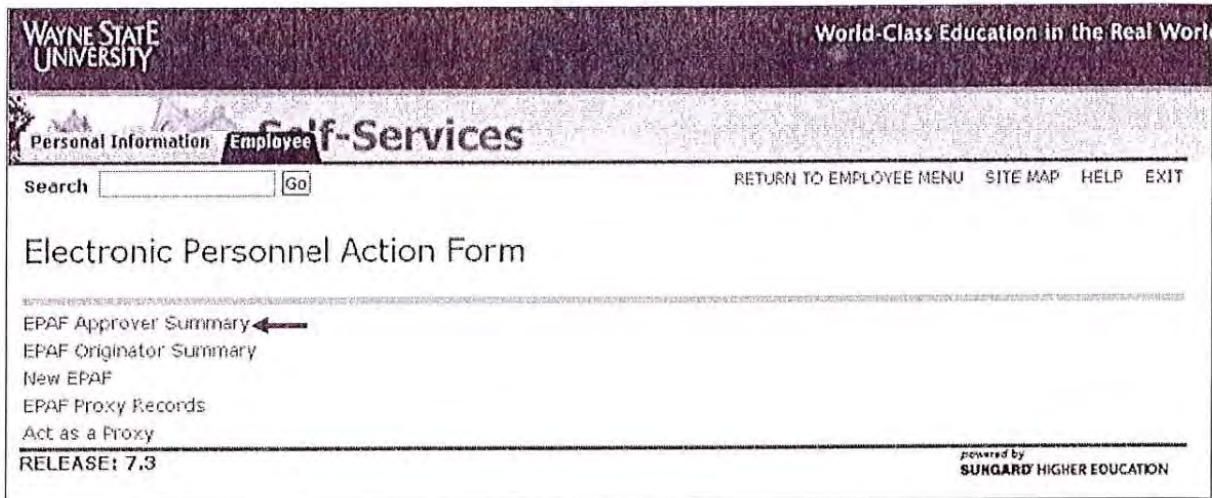 WAYNE STATE
UNIVERSITY
World-Class Education in the Real Worl
Personal Information Employee f-Services
Search Go RETURN TO EMPLOYEE MENU SITE MAP HELP EXIT
Electronic Personnel Action Form
EPAF Approver Summary
EPAF Originator Summary
New EPAF
EPAF Proxy Records
Act as a Proxy
RELEASE: 7.3
powered by
SUNGARD HIGHER EDUCATION